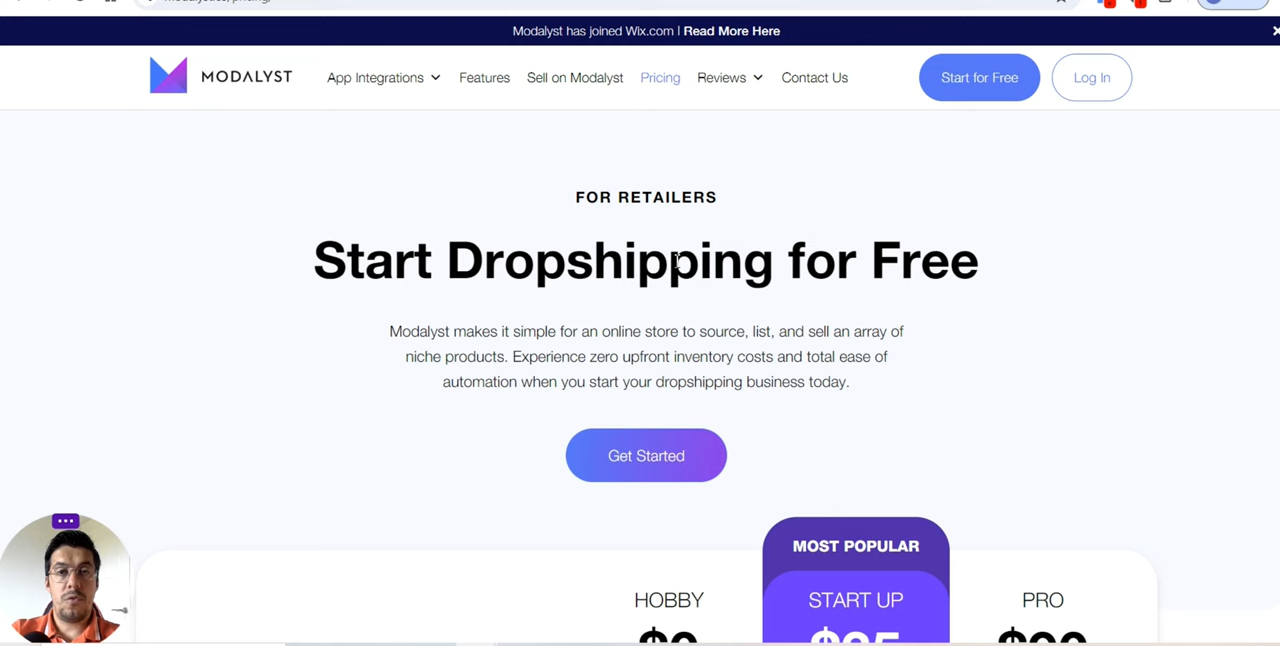 Modalyst has joined Wix.com | Read More Here
MODALYST
App Integrations
Features
Sell on Modalyst
Pricing
Reviews
Contact Us
Start for Free
Log In
FOR RETAILERS
Start Dropshipping for Free
Modalyst makes it simple for an online store to source, list, and sell an array of
niche products. Experience zero upfront inventory costs and total ease of
automation when you start your dropshipping business today.
Get Started
MOST POPULAR
HOBBY
START UP
PRO